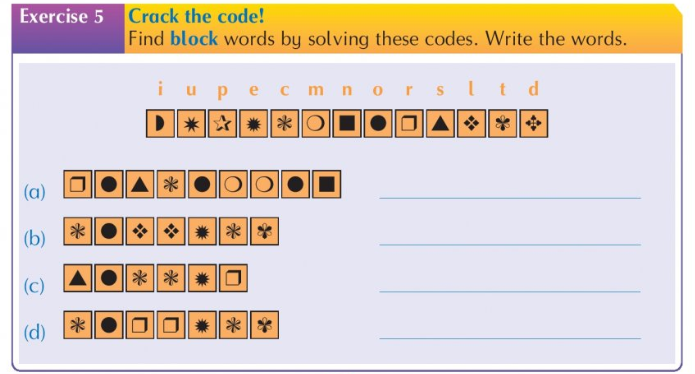 Exercise 5 Crack the code!
Find block words by solving these codes. Write the words.
i u p e c m n o r s l t d
(a)
(b)
(c)
(d)